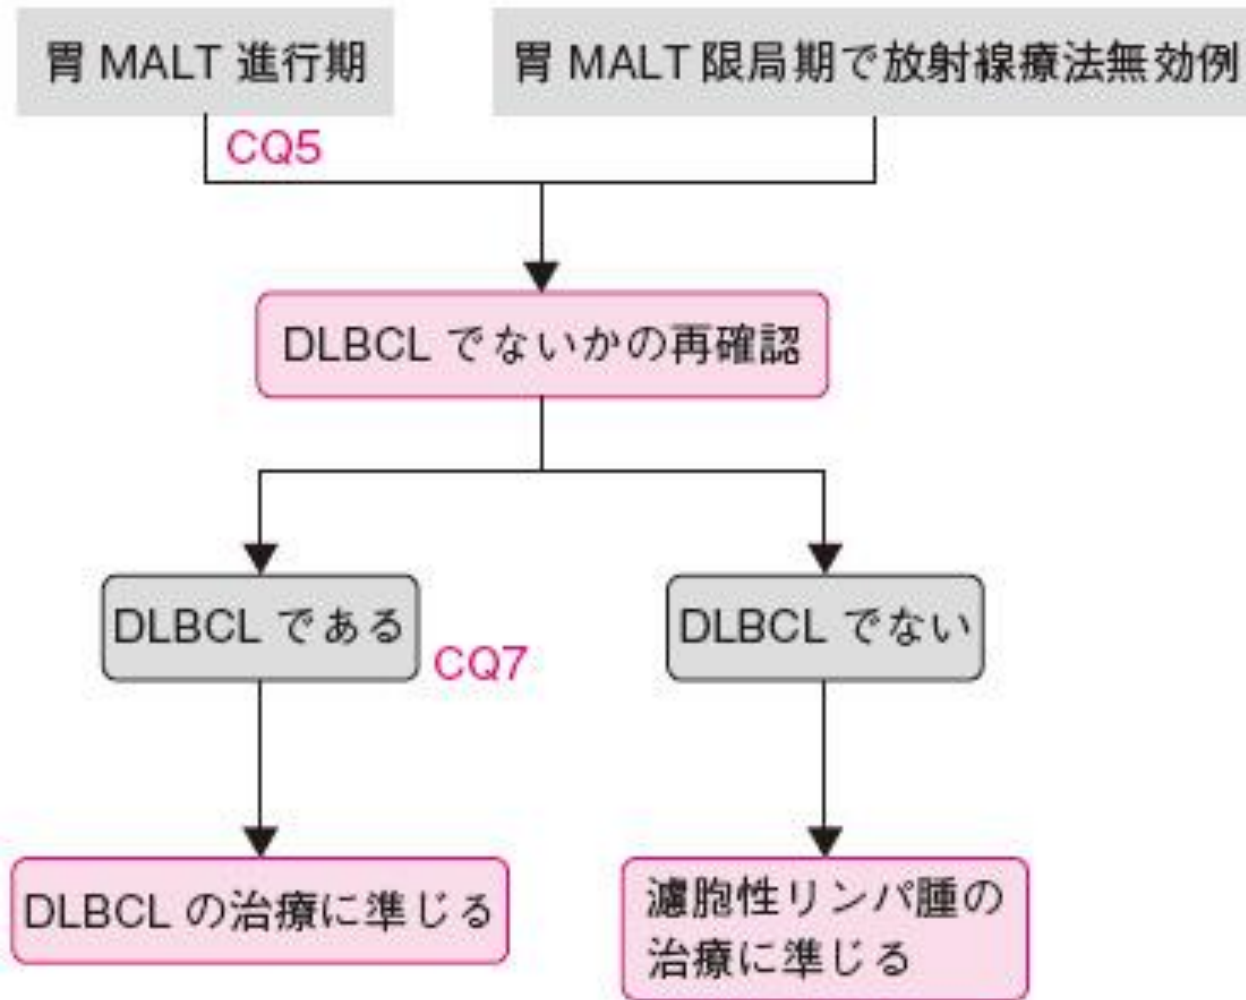 胃 MALT 進行期
胃 MALT 限局期で放射線療法無効例
CQ5
DLBCL でないかの再確認
DLBCL である
DLBCL でない
CQ7
DLBCL の治療に準じる
濾胞性リンパ腫の
治療に準じる